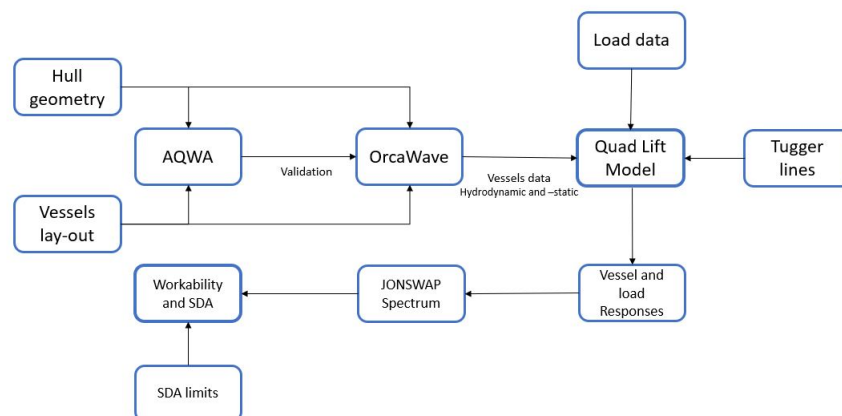 Load data
Hull
geometry
AQWA
Validation
OrcaWave
Vessels data
Hydrodynamic and –static
Quad Lift
Model
Tugger
lines
Vessels
lay-out
Workability
and SDA
JONSWAP
Spectrum
Vessel and
load
Responses
SDA limits